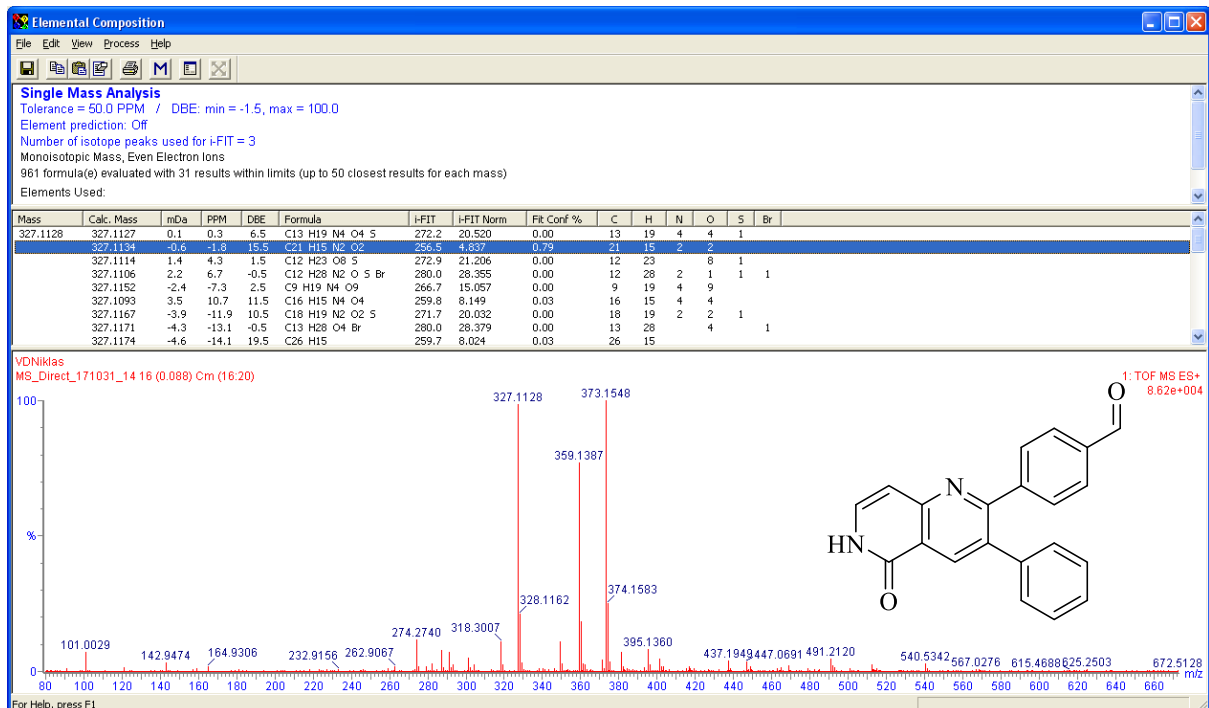 Elemental Composition
File Edit View Process Help
M
Single Mass Analysis
Tolerance = 50.0 PPM / DBE: min = -1.5, max = 100.0
Element prediction: Off
Number of isotope peaks used for i-FIT = 3
Monoisotopic Mass, Even Electron Ions
961 formula(e) evaluated with 31 results within limits (up to 50 closest results for each mass)
Elements Used:
Mass Calc. Mass mDa PPM DBE Formula i-FIT i-FIT Norm Fit Conf % C H N O S Br
327.1128 327.1127 0.1 0.3 6.5 C13 H19 N4 O4 S 272.2 20.520 0.00 13 19 4 4 1
327.1134 -0.6 -1.8 15.5 C21 H15 N2 O2 256.5 4.837 0.79 21 15 2 2
327.1114 1.4 4.3 1.5 C12 H23 O8 S 272.9 21.206 0.00 12 23 8 1
327.1106 2.2 6.7 -0.5 C12 H28 N2 O S Br 280.0 28.355 0.00 12 28 2 1 1 1
327.1152 -2.4 -7.3 2.5 C9 H19 N4 O9 266.7 15.057 0.00 9 19 4 9
327.1093 3.5 10.7 11.5 C16 H15 N4 O4 259.8 8.149 0.03 16 15 4 4
327.1167 -3.9 -11.9 10.5 C18 H19 N2 O2 S 271.7 20.032 0.00 18 19 2 2 1
327.1171 -4.3 -13.1 -0.5 C13 H28 O4 Br 280.0 28.379 0.00 13 28 4 1
327.1174 -4.6 -14.1 19.5 C26 H15 259.7 8.024 0.03 26 15
VDNiklas
MS_Direct_171031_14 16 (0.088) Cm (16:20)
1: TOF MS ES+
8.62e+004
100
%
0
327.1128
373.1548
359.1387
374.1583
328.1162
318.3007
274.2740
395.1360
101.0029
142.9474
164.9306
232.9156
262.9067
437.1949
447.0691
491.2120
540.5342
567.0276
615.4688
625.2503
672.5128
O
N
HN
O
80 100 120 140 160 180 200 220 240 260 280 300 320 340 360 380 400 420 440 460 480 500 520 540 560 580 600 620 640 660
m/z
For Help, press F1